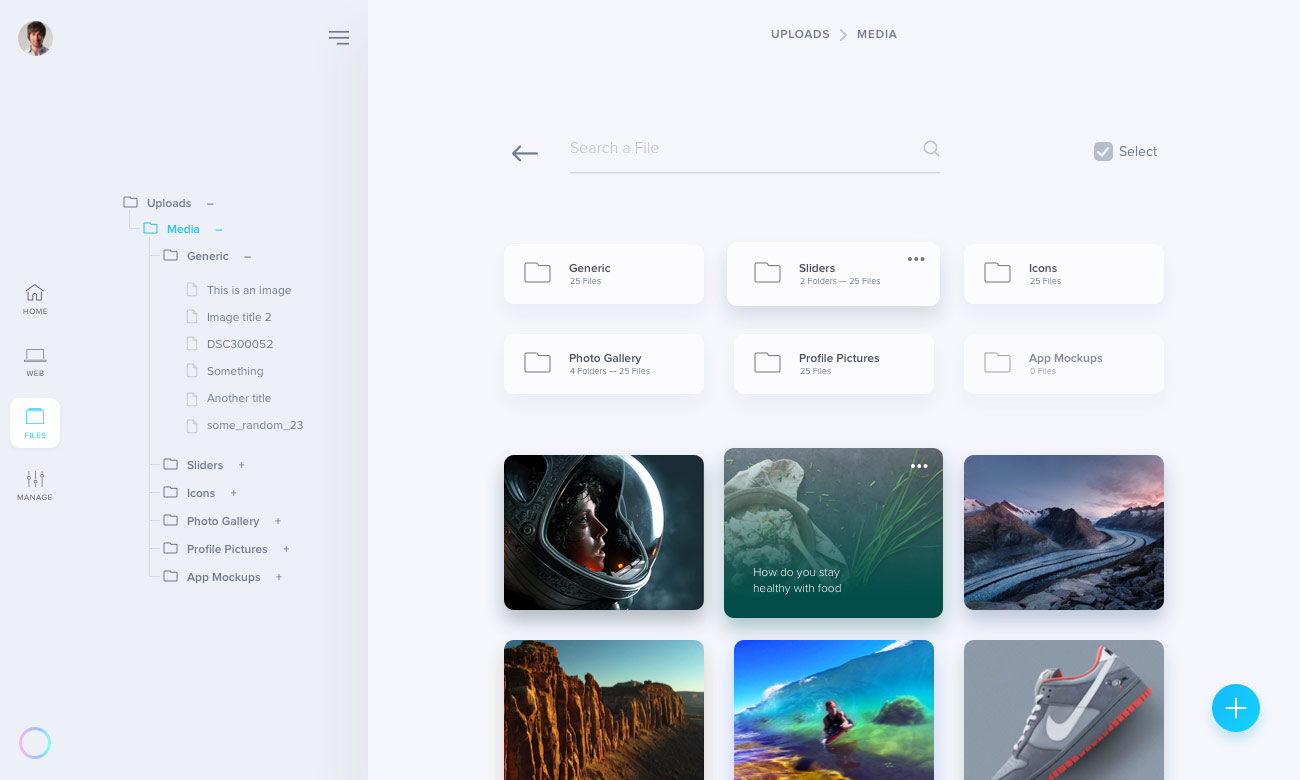 UPLOADS > MEDIA
Search a File
Select
Uploads –
Media –
Generic –
This is an image
Image title 2
DSC300052
Something
Another title
some_random_23
Sliders +
Icons +
Photo Gallery +
Profile Pictures +
App Mockups +
HOME
WEB
FILES
MANAGE
Generic
25 Files
Sliders
2 Folders — 25 Files
Icons
25 Files
Photo Gallery
4 Folders — 25 Files
Profile Pictures
25 Files
App Mockups
0 Files
How do you stay
healthy with food